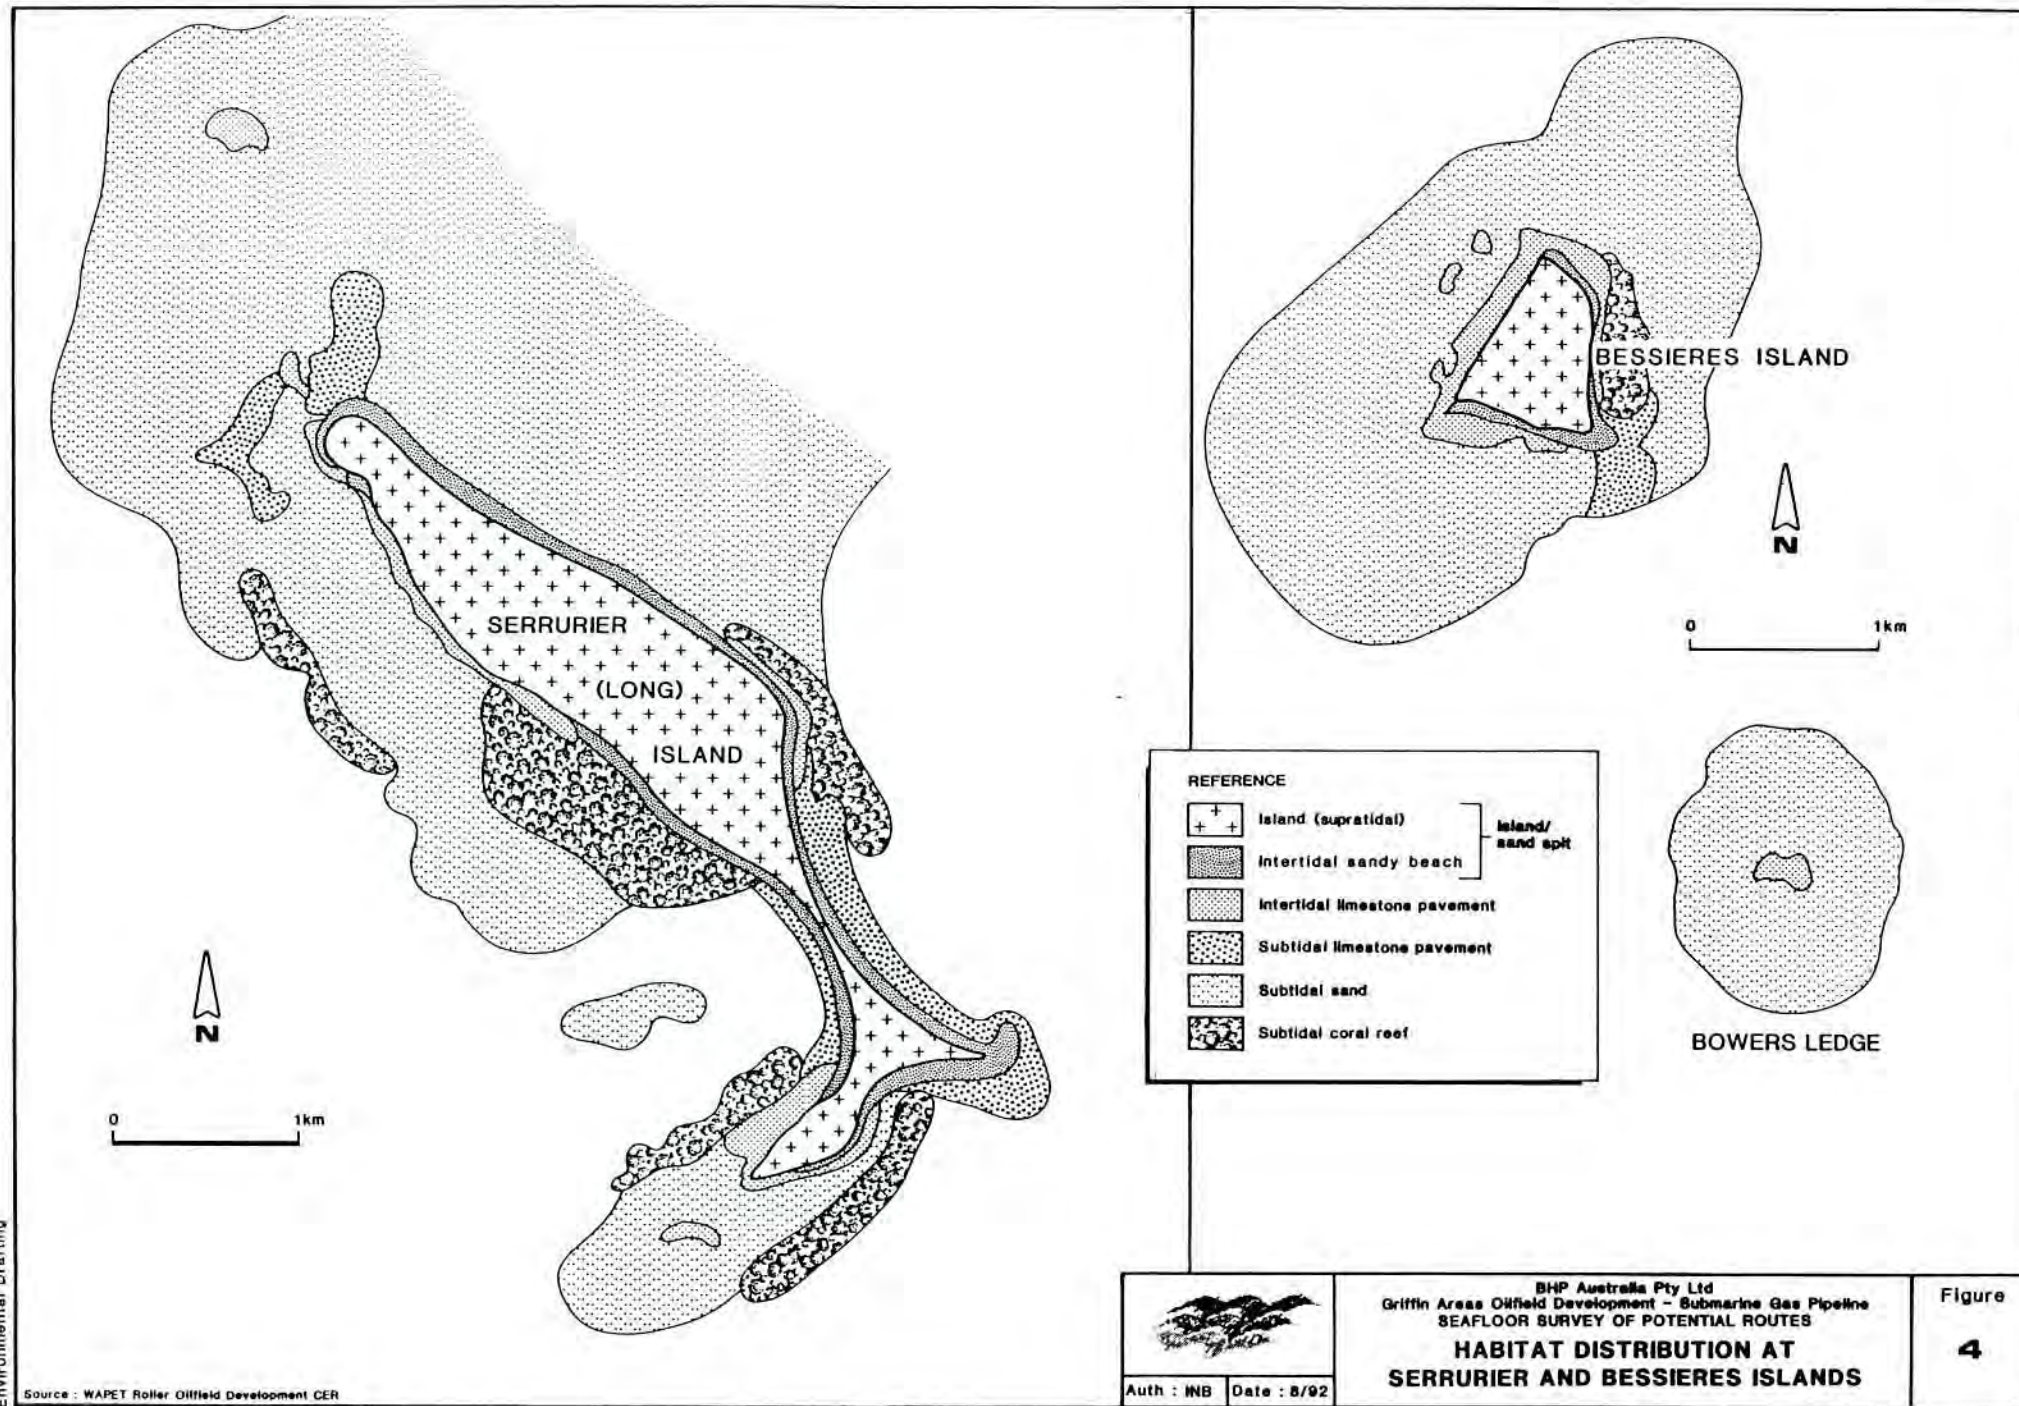 SERRURIER
(LONG)
ISLAND
N
0 1km
BESSIERES ISLAND
N
0 1km
REFERENCE
Island (supratidal)
Intertidal sandy beach
Island/
sand spit
Intertidal limestone pavement
Subtidal limestone pavement
Subtidal sand
Subtidal coral reef
BOWERS LEDGE
Environmental Drafting
Source : WAPET Roller Oilfield Development CER
Auth : INB Date : 8/92
BHP Australia Pty Ltd
Griffin Areas Oilfield Development - Submarine Gas Pipeline
SEAFLOOR SURVEY OF POTENTIAL ROUTES
HABITAT DISTRIBUTION AT
SERRURIER AND BESSIERES ISLANDS
Figure
4